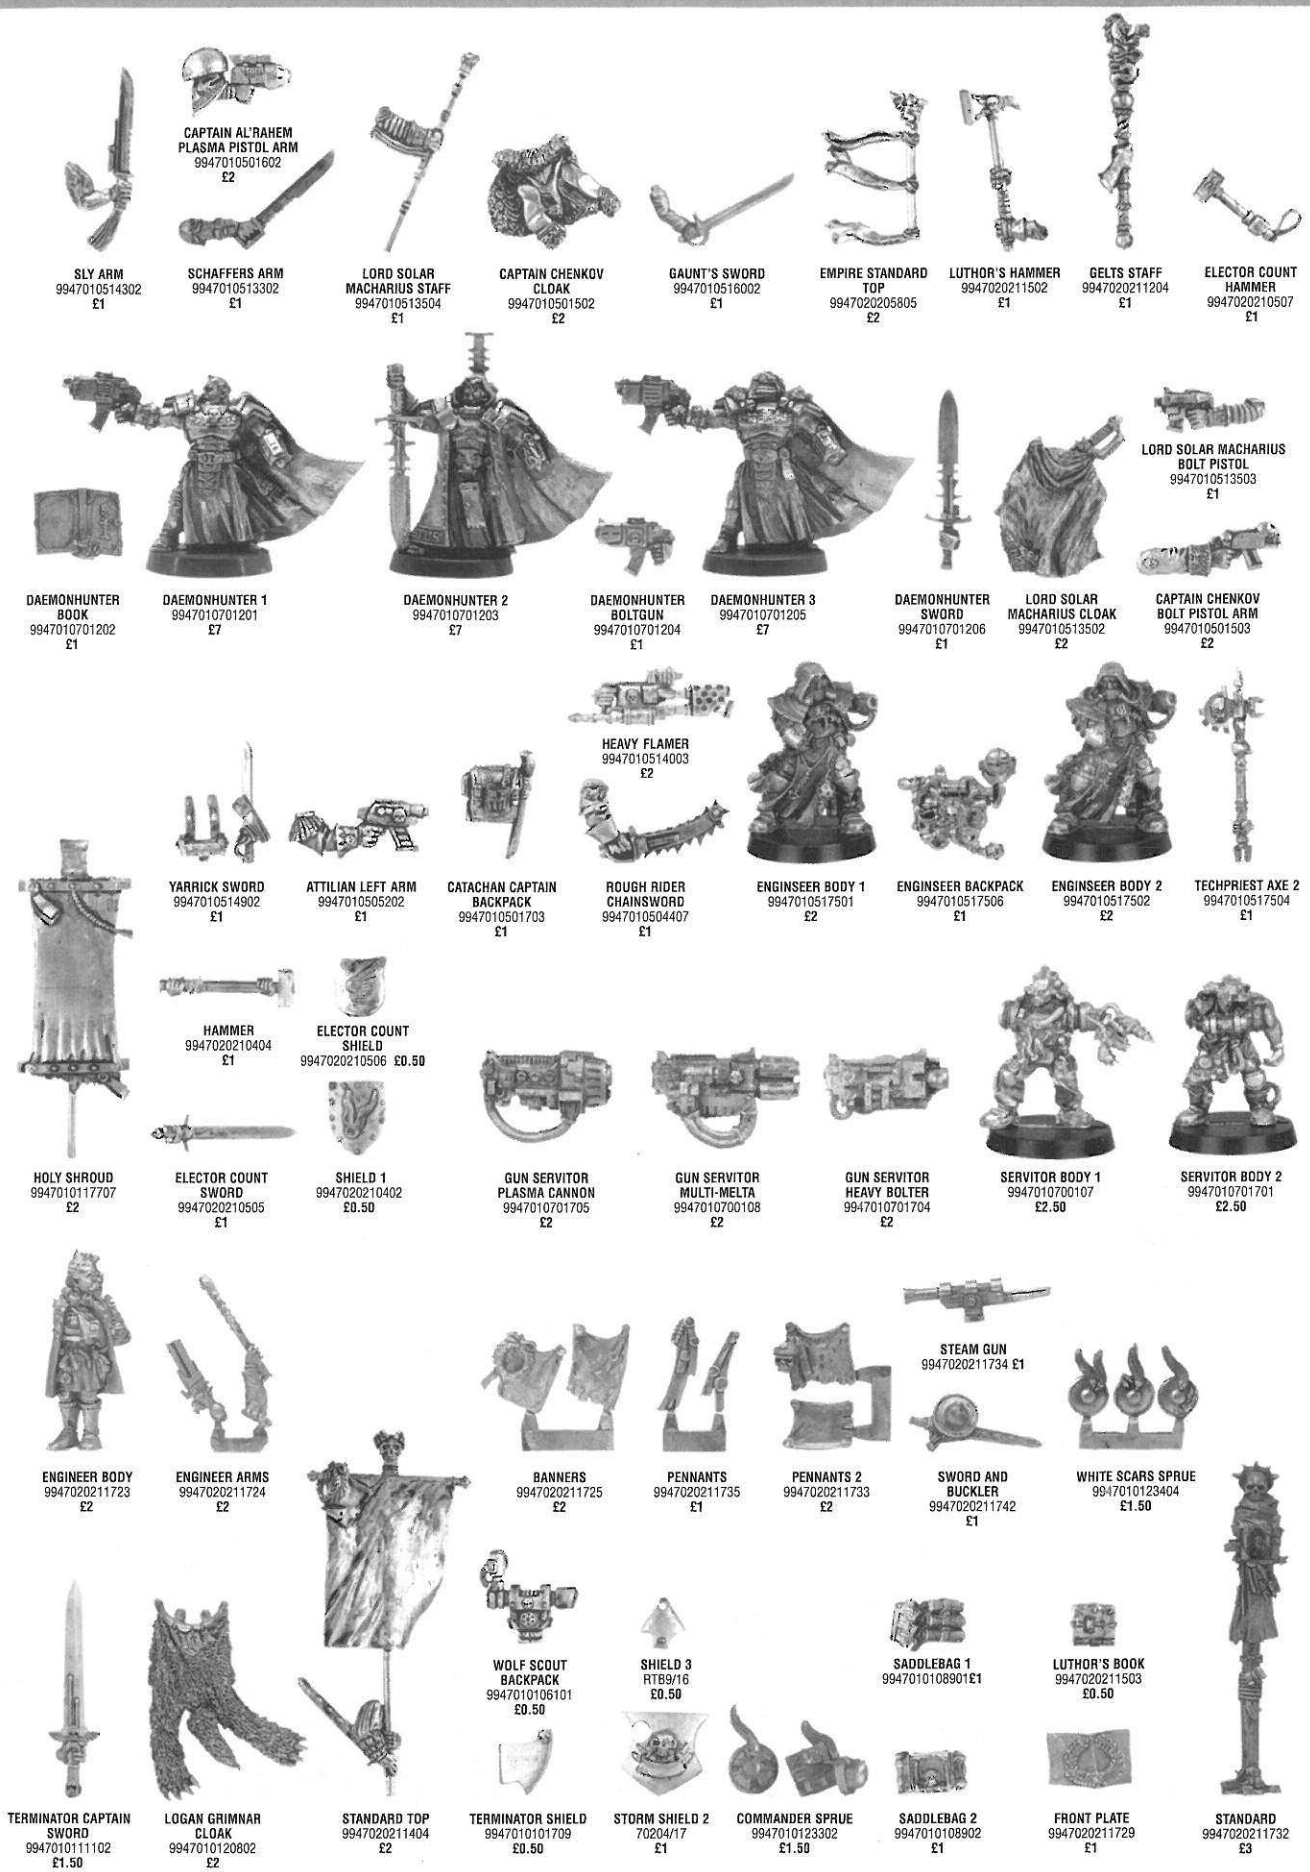 CAPTAIN AL'RAHEM
PLASMA PISTOL ARM
9947010501602
£2
SLY ARM
9947010514302
£1
SCHAFFERS ARM
9947010513302
£1
LORD SOLAR
MACHARIUS STAFF
9947010513504
£1
CAPTAIN CHENKOV
CLOAK
9947010501502
£2
GAUNT'S SWORD
9947010516002
£1
EMPIRE STANDARD
TOP
9947020205805
£2
LUTHOR'S HAMMER
9947020211502
£1
GELTS STAFF
9947020211204
£1
ELECTOR COUNT
HAMMER
9947020210507
£1
LORD SOLAR MACHARIUS
BOLT PISTOL
9947010513503
£1
DAEMONHUNTER
BOOK
9947010701202
£1
DAEMONHUNTER 1
9947010701201
£7
DAEMONHUNTER 2
9947010701203
£7
DAEMONHUNTER
BOLTGUN
9947010701204
£1
DAEMONHUNTER 3
9947010701205
£7
DAEMONHUNTER
SWORD
9947010701206
£1
LORD SOLAR
MACHARIUS CLOAK
9947010513502
£2
CAPTAIN CHENKOV
BOLT PISTOL ARM
9947010501503
£2
HEAVY FLAMER
9947010514003
£2
YARRICK SWORD
9947010514902
£1
ATTILIAN LEFT ARM
9947010505202
£1
CATACHAN CAPTAIN
BACKPACK
9947010501703
£1
ROUGH RIDER
CHAINSWORD
9947010504407
£1
ENGINSEER BODY 1
9947010517501
£2
ENGINSEER BACKPACK
9947010517506
£1
ENGINSEER BODY 2
9947010517502
£2
TECHPRIEST AXE 2
9947010517504
£1
HAMMER
9947020210404
£1
ELECTOR COUNT
SHIELD
9947020210506 £0.50
HOLY SHROUD
9947010117707
£2
ELECTOR COUNT
SWORD
9947020210505
£1
SHIELD 1
9947020210402
£0.50
GUN SERVITOR
PLASMA CANNON
9947010701705
£2
GUN SERVITOR
MULTI-MELTA
9947010700108
£2
GUN SERVITOR
HEAVY BOLTER
9947010701704
£2
SERVITOR BODY 1
9947010700107
£2.50
SERVITOR BODY 2
9947010701701
£2.50
STEAM GUN
9947020211734 £1
ENGINEER BODY
9947020211723
£2
ENGINEER ARMS
9947020211724
£2
BANNERS
9947020211725
£2
PENNANTS
9947020211735
£1
PENNANTS 2
9947020211733
£2
SWORD AND
BUCKLER
9947020211742
£1
WHITE SCARS SPRUE
9947010123404
£1.50
WOLF SCOUT
BACKPACK
9947010106101
£0.50
SHIELD 3
RTB9/16
£0.50
SADDLEBAG 1
9947010108901£1
LUTHOR'S BOOK
9947020211503
£0.50
TERMINATOR CAPTAIN
SWORD
9947010111102
£1.50
LOGAN GRIMNAR
CLOAK
9947010120802
£2
STANDARD TOP
9947020211404
£2
TERMINATOR SHIELD
9947010101709
£0.50
STORM SHIELD 2
70204/17
£1
COMMANDER SPRUE
9947010123302
£1.50
SADDLEBAG 2
9947010108902
£1
FRONT PLATE
9947020211729
£1
STANDARD
9947020211732
£3